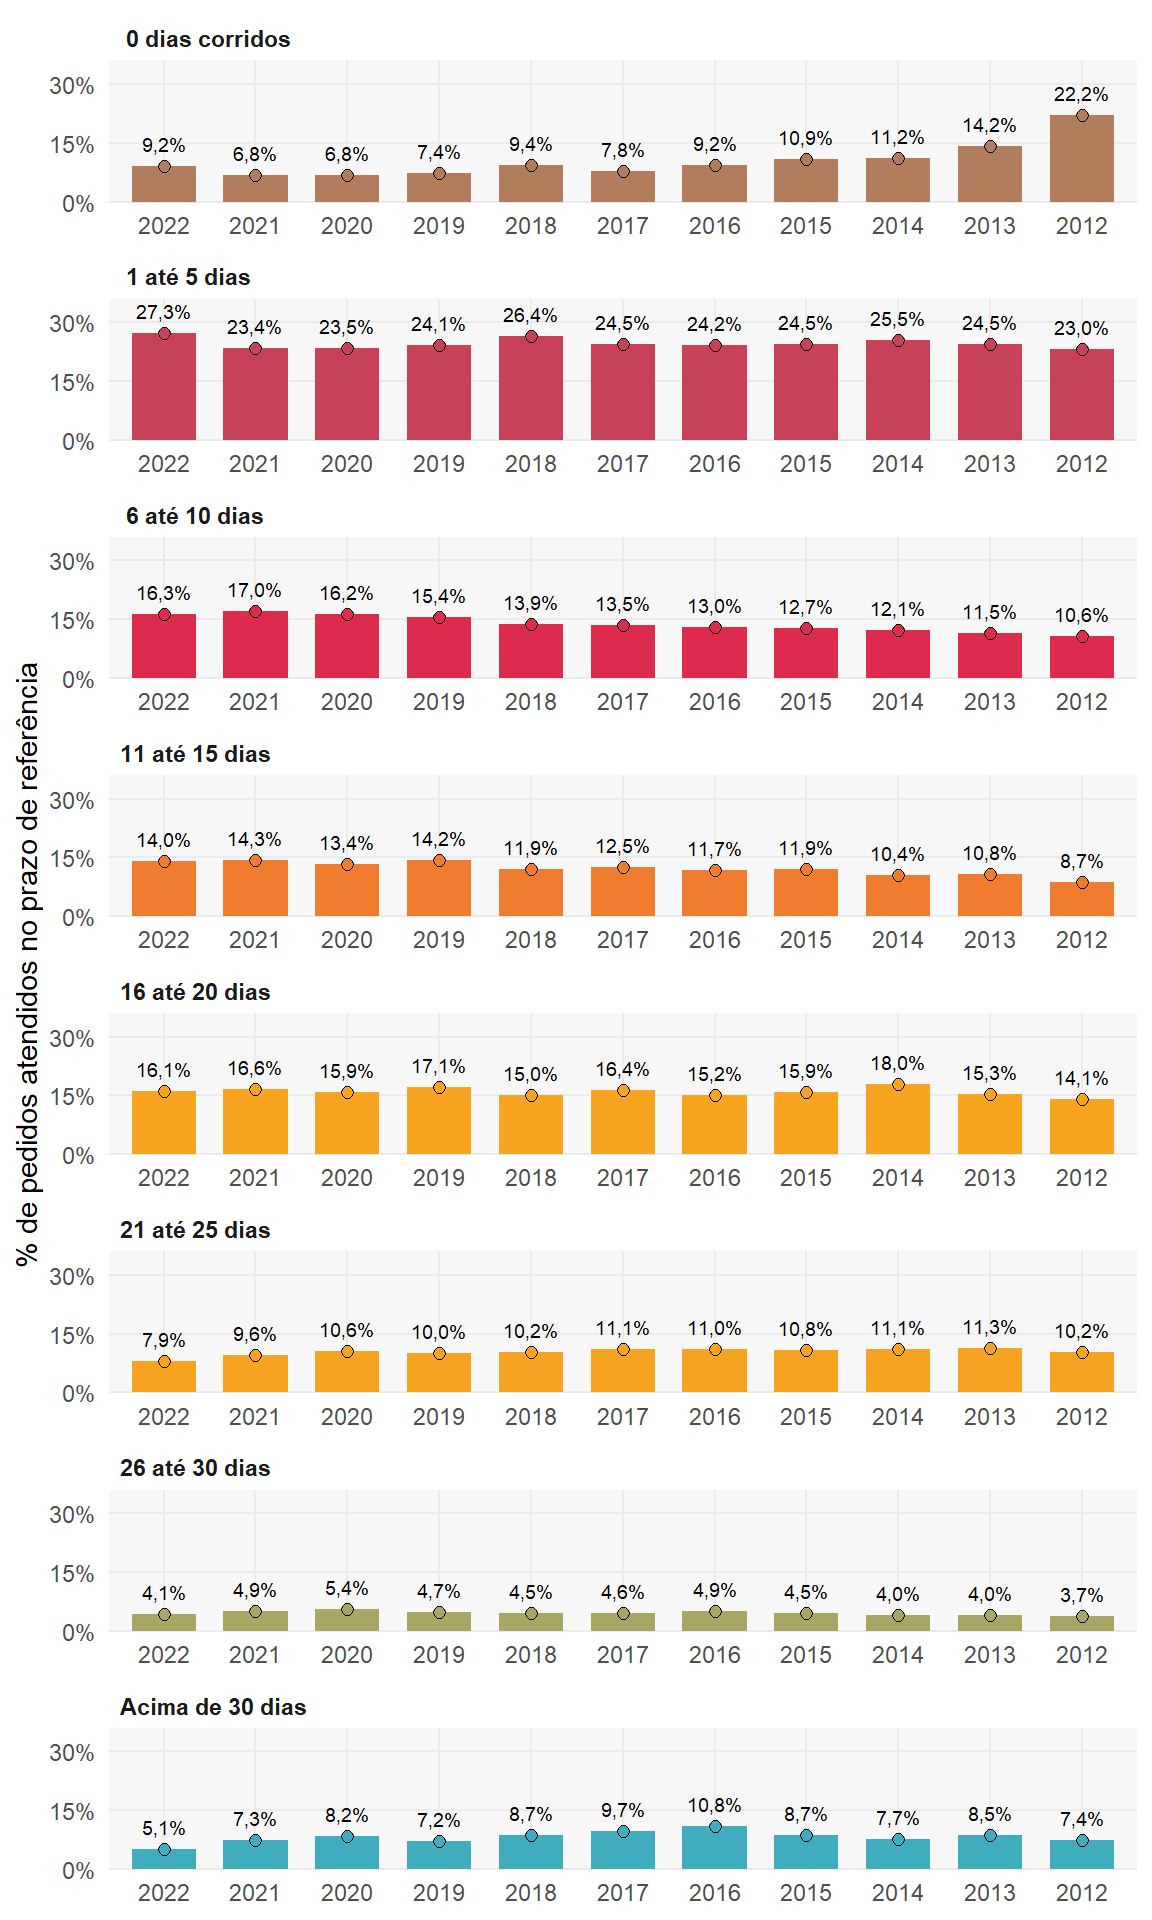 % de pedidos atendidos no prazo de referência
0 dias corridos
30%
15%
0%
9,2% 6,8% 6,8% 7,4% 9,4% 7,8% 9,2% 10,9% 11,2% 14,2% 22,2%
2022 2021 2020 2019 2018 2017 2016 2015 2014 2013 2012
1 até 5 dias
30%
15%
0%
27,3% 23,4% 23,5% 24,1% 26,4% 24,5% 24,2% 24,5% 25,5% 24,5% 23,0%
2022 2021 2020 2019 2018 2017 2016 2015 2014 2013 2012
6 até 10 dias
30%
15%
0%
16,3% 17,0% 16,2% 15,4% 13,9% 13,5% 13,0% 12,7% 12,1% 11,5% 10,6%
2022 2021 2020 2019 2018 2017 2016 2015 2014 2013 2012
11 até 15 dias
30%
15%
0%
14,0% 14,3% 13,4% 14,2% 11,9% 12,5% 11,7% 11,9% 10,4% 10,8% 8,7%
2022 2021 2020 2019 2018 2017 2016 2015 2014 2013 2012
16 até 20 dias
30%
15%
0%
16,1% 16,6% 15,9% 17,1% 15,0% 16,4% 15,2% 15,9% 18,0% 15,3% 14,1%
2022 2021 2020 2019 2018 2017 2016 2015 2014 2013 2012
21 até 25 dias
30%
15%
0%
7,9% 9,6% 10,6% 10,0% 10,2% 11,1% 11,0% 10,8% 11,1% 11,3% 10,2%
2022 2021 2020 2019 2018 2017 2016 2015 2014 2013 2012
26 até 30 dias
30%
15%
0%
4,1% 4,9% 5,4% 4,7% 4,5% 4,6% 4,9% 4,5% 4,0% 4,0% 3,7%
2022 2021 2020 2019 2018 2017 2016 2015 2014 2013 2012
Acima de 30 dias
30%
15%
0%
5,1% 7,3% 8,2% 7,2% 8,7% 9,7% 10,8% 8,7% 7,7% 8,5% 7,4%
2022 2021 2020 2019 2018 2017 2016 2015 2014 2013 2012